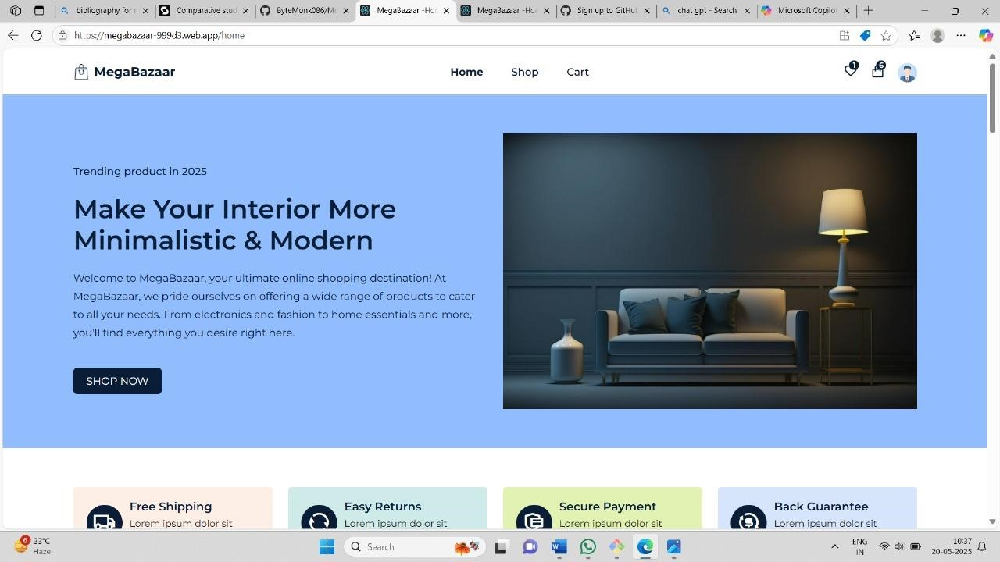 bibliography for r
Comparative stud
ByteMonk086/Me
MegaBazaar -Hor
MegaBazaar -Hor
Sign up to GitHub
chat gpt - Search
Microsoft Copilot
https://megabazaar-999d3.web.app/home
MegaBazaar
Home
Shop
Cart
1
6
Trending product in 2025
Make Your Interior More
Minimalistic & Modern
Welcome to MegaBazaar, your ultimate online shopping destination! At
MegaBazaar, we pride ourselves on offering a wide range of products to cater
to all your needs. From electronics and fashion to home essentials and more,
you'll find everything you desire right here.
SHOP NOW
Free Shipping
Lorem ipsum dolor sit
Easy Returns
Lorem ipsum dolor sit
Secure Payment
Lorem ipsum dolor sit
Back Guarantee
Lorem ipsum dolor sit
6
33°C
Haze
Search
ENG
IN
10:37
20-05-2025